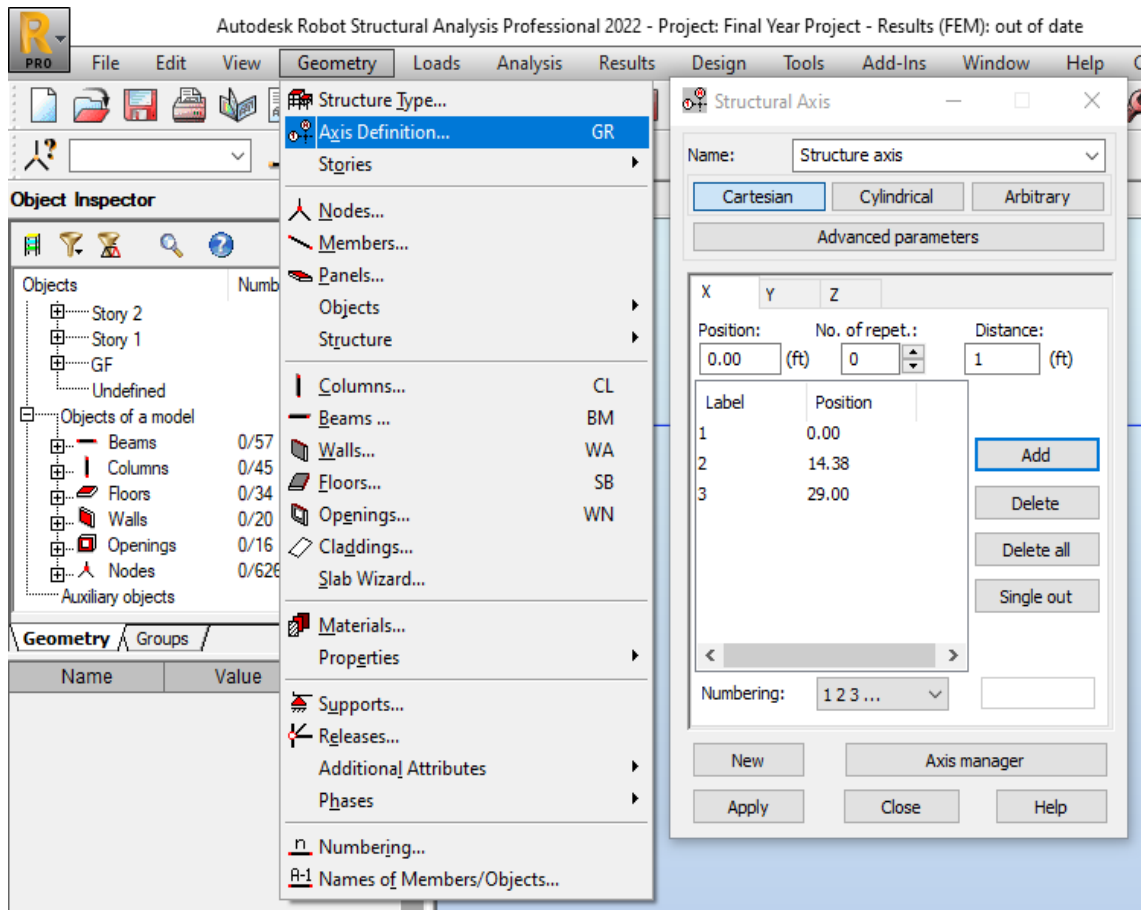 Autodesk Robot Structural Analysis Professional 2022 - Project: Final Year Project - Results (FEM): out of date
PRO File Edit View Geometry Loads Analysis Results Design Tools Add-Ins Window Help
Object Inspector
Objects Numb
Story 2
Story 1
GF
Undefined
Objects of a model
Beams 0/57
Columns 0/45
Floors 0/34
Walls 0/20
Openings 0/16
Nodes 0/626
Auxiliary objects
Geometry Groups
Name Value
Structure Type...
Axis Definition... GR
Stories
Nodes...
Members...
Panels...
Objects
Structure
Columns... CL
Beams ... BM
Walls... WA
Floors... SB
Openings... WN
Claddings...
Slab Wizard...
Materials...
Properties
Supports...
Releases...
Additional Attributes
Phases
n Numbering...
A-1 Names of Members/Objects...
Structural Axis
Name: Structure axis
Cartesian Cylindrical Arbitrary
Advanced parameters
X Y Z
Position: No. of repet.: Distance:
0.00 (ft) 0 1 (ft)
Label Position
1 0.00
2 14.38
3 29.00
Add
Delete
Delete all
Single out
Numbering: 1 2 3 ...
New Axis manager
Apply Close Help